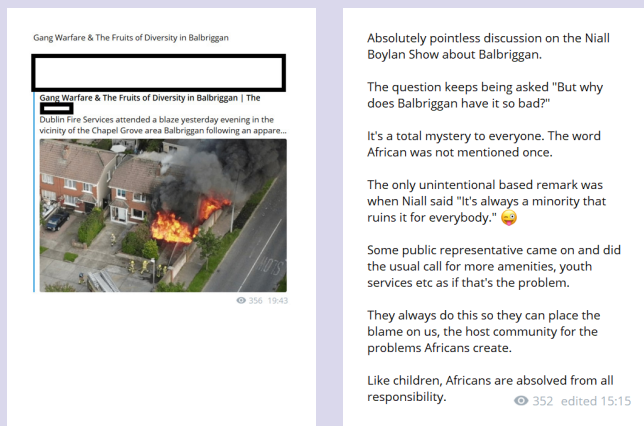 Gang Warfare & The Fruits of Diversity in Balbriggan
Gang Warfare & The Fruits of Diversity in Balbriggan | The
Dublin Fire Services attended a blaze yesterday evening in the
vicinity of the Chapel Grove area Balbriggan following an appare...
356 19:43
Absolutely pointless discussion on the Niall
Boylan Show about Balbriggan.
The question keeps being asked "But why
does Balbriggan have it so bad?"
It's a total mystery to everyone. The word
African was not mentioned once.
The only unintentional based remark was
when Niall said "It's always a minority that
ruins it for everybody." 😜
Some public representative came on and did
the usual call for more amenities, youth
services etc as if that's the problem.
They always do this so they can place the
blame on us, the host community for the
problems Africans create.
Like children, Africans are absolved from all
responsibility.
352 edited 15:15